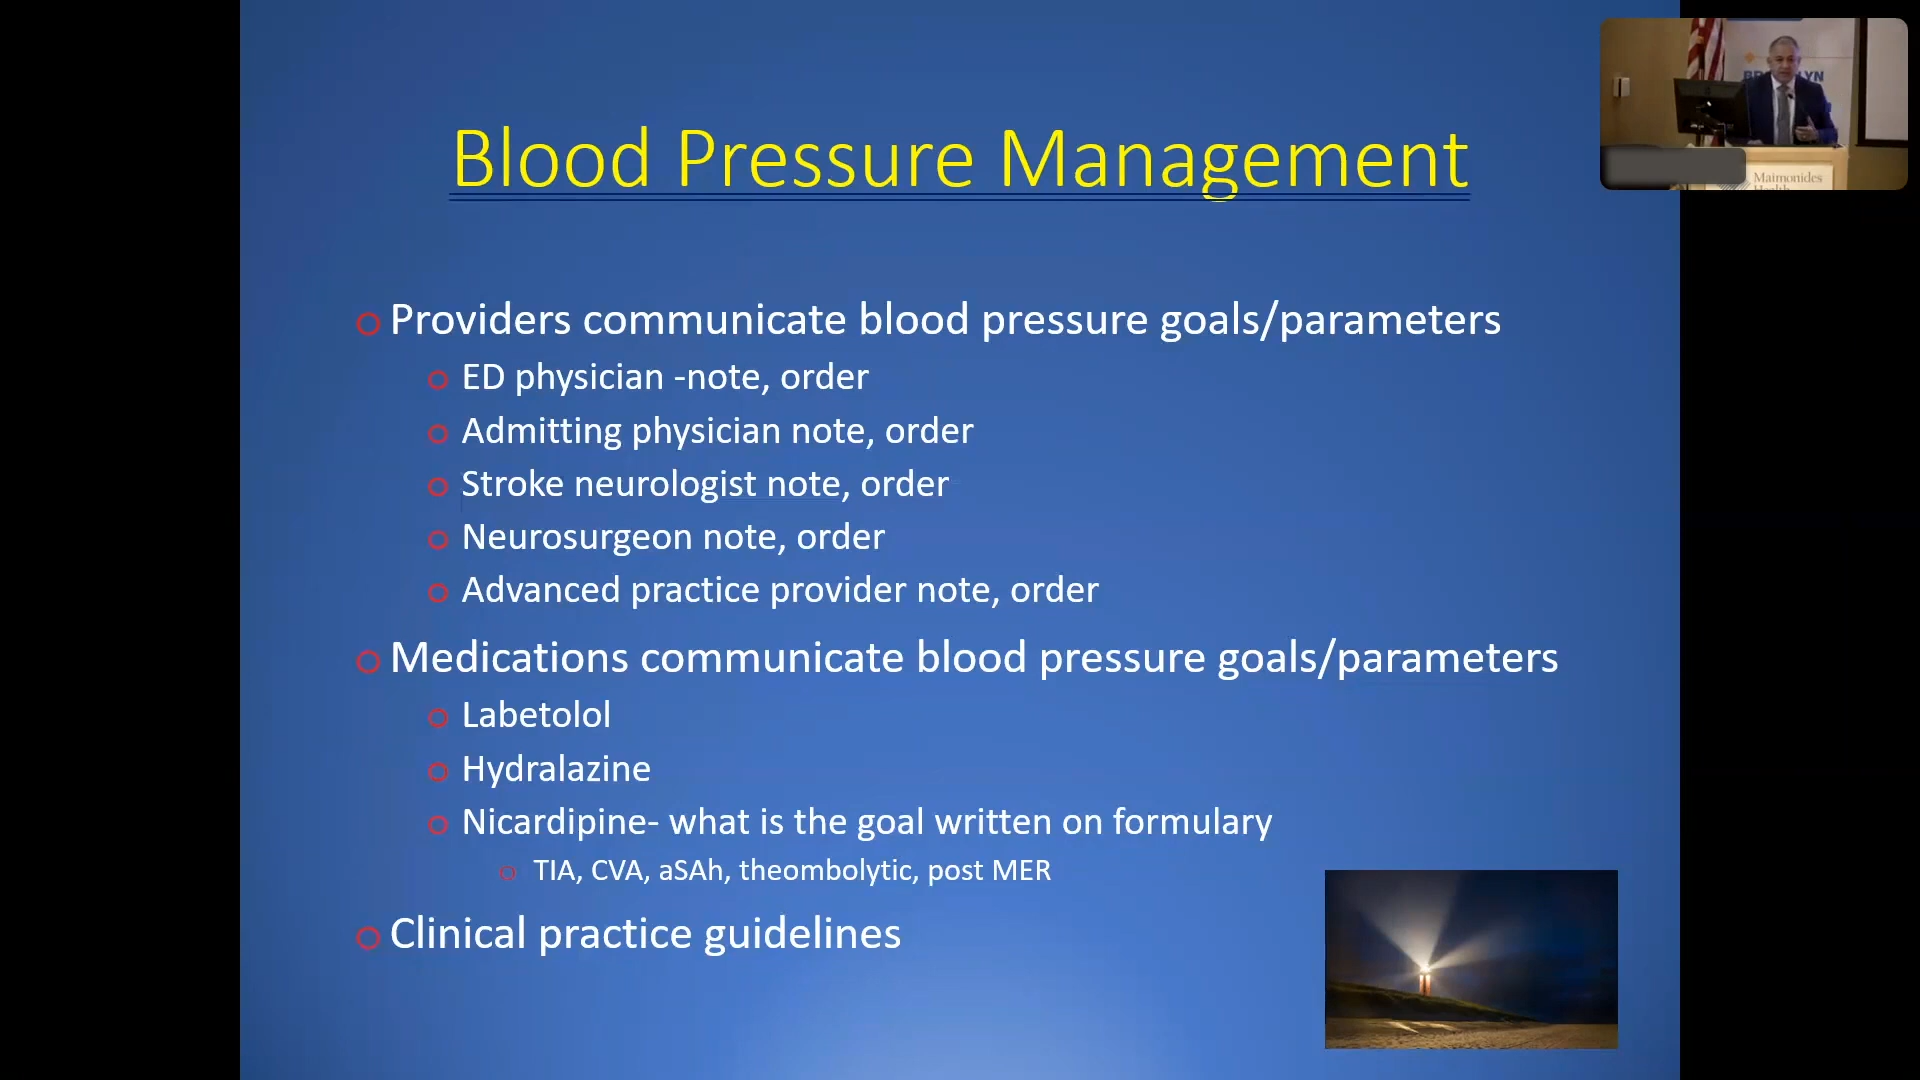 Blood Pressure Management
Providers communicate blood pressure goals/parameters
ED physician -note, order
Admitting physician note, order
Stroke neurologist note, order
Neurosurgeon note, order
Advanced practice provider note, order
Medications communicate blood pressure goals/parameters
Labetolol
Hydralazine
Nicardipine- what is the goal written on formulary
TIA, CVA, aSAh, theombolytic, post MER
Clinical practice guidelines
Maimonides
Health